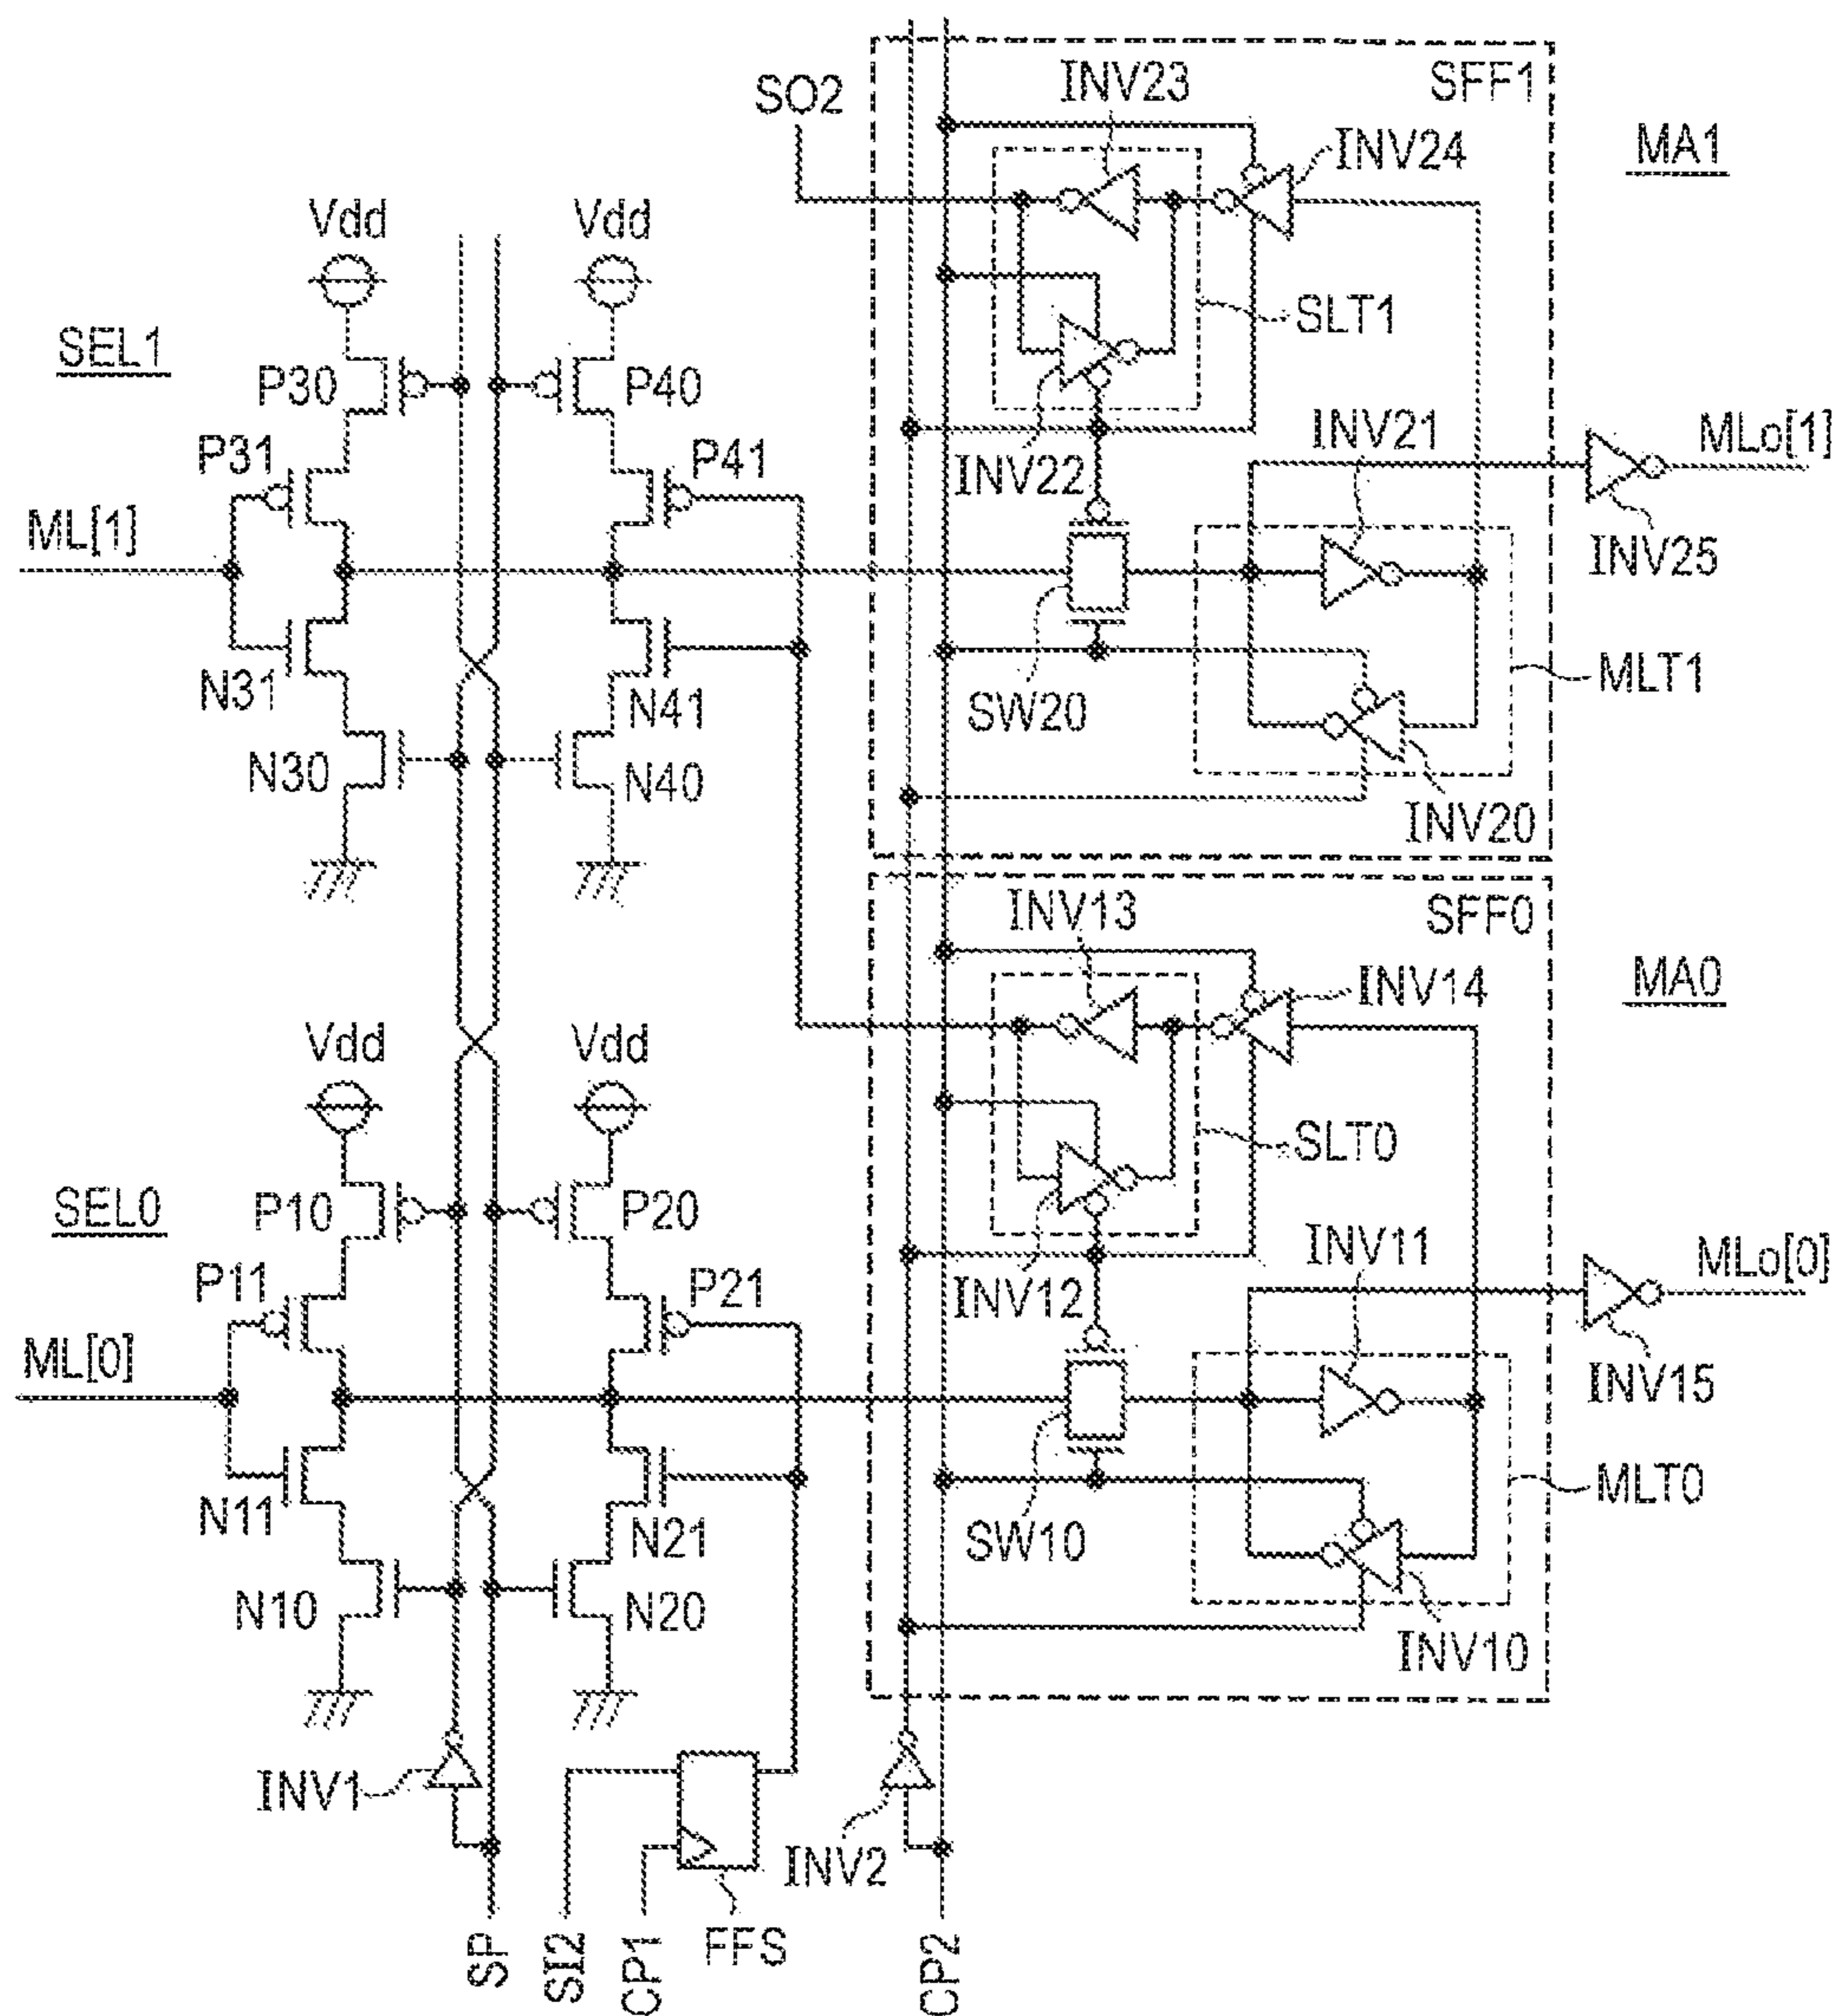 SFF1
INV23
SO2
INV24
MA1
Vdd
Vdd
SLT1
SEL1
P30
P40
P31
P41
INV22
INV21
MLo[1]
ML[1]
INV25
N31
N41
SW20
MLT1
N30
N40
INV20
INV13
SFF0
INV14
MA0
Vdd
Vdd
SLT0
SEL0
P10
P20
P11
P21
INV12
INV11
MLo[0]
ML[0]
INV15
N11
N21
SW10
MLT0
N10
N20
INV10
INV1
INV2
FFS
SP
SI2
CP1
CP2